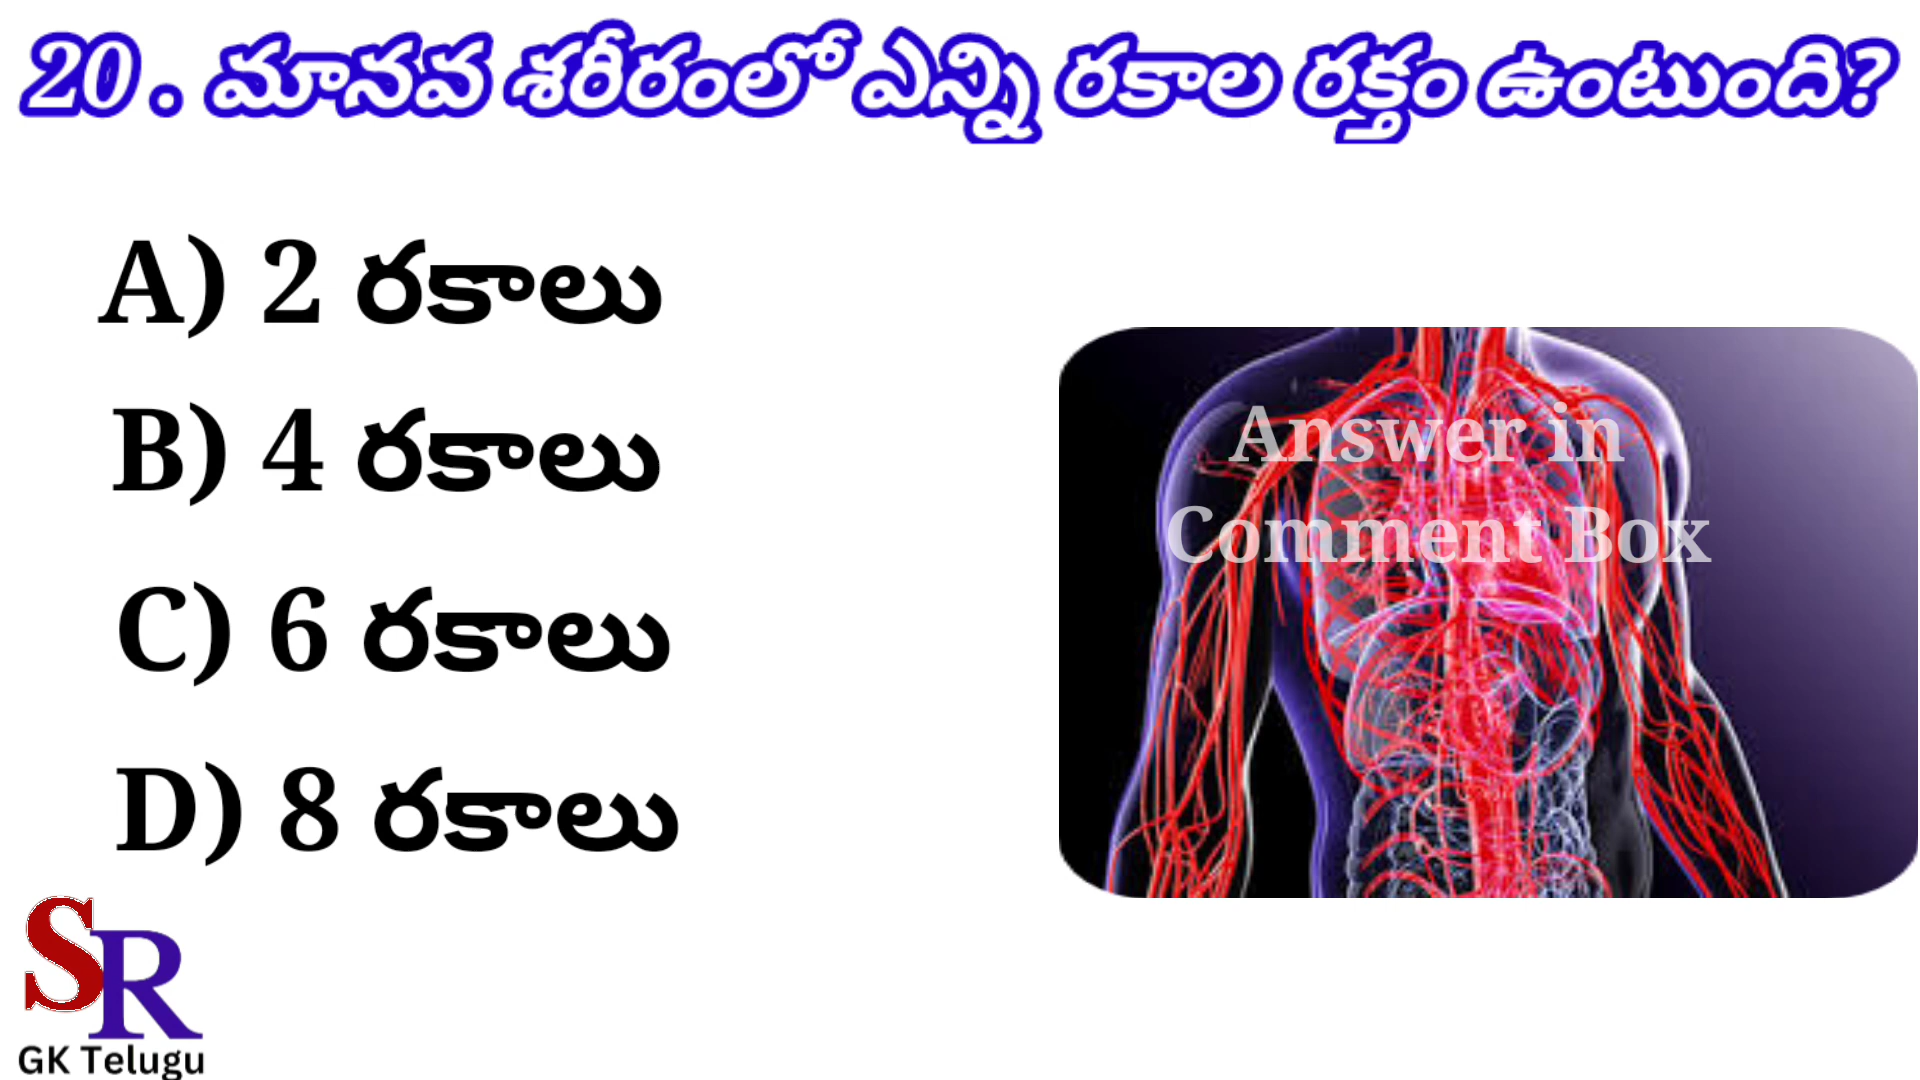 20 . మానవ శరీరంలో ఎన్ని రకాల రక్తం ఉంటుంది?
A) 2 రకాలు
B) 4 రకాలు
C) 6 రకాలు
D) 8 రకాలు
Answer in
Comment Box
SR
GK Telugu